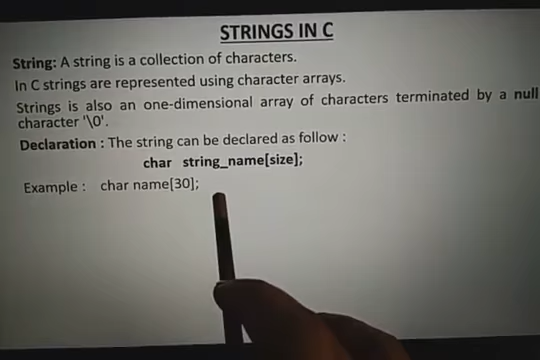 STRINGS IN C
String: A string is a collection of characters.
In C strings are represented using character arrays.
Strings is also an one-dimensional array of characters terminated by a null
character '\0'.
Declaration : The string can be declared as follow :
char string_name[size];
Example : char name[30];